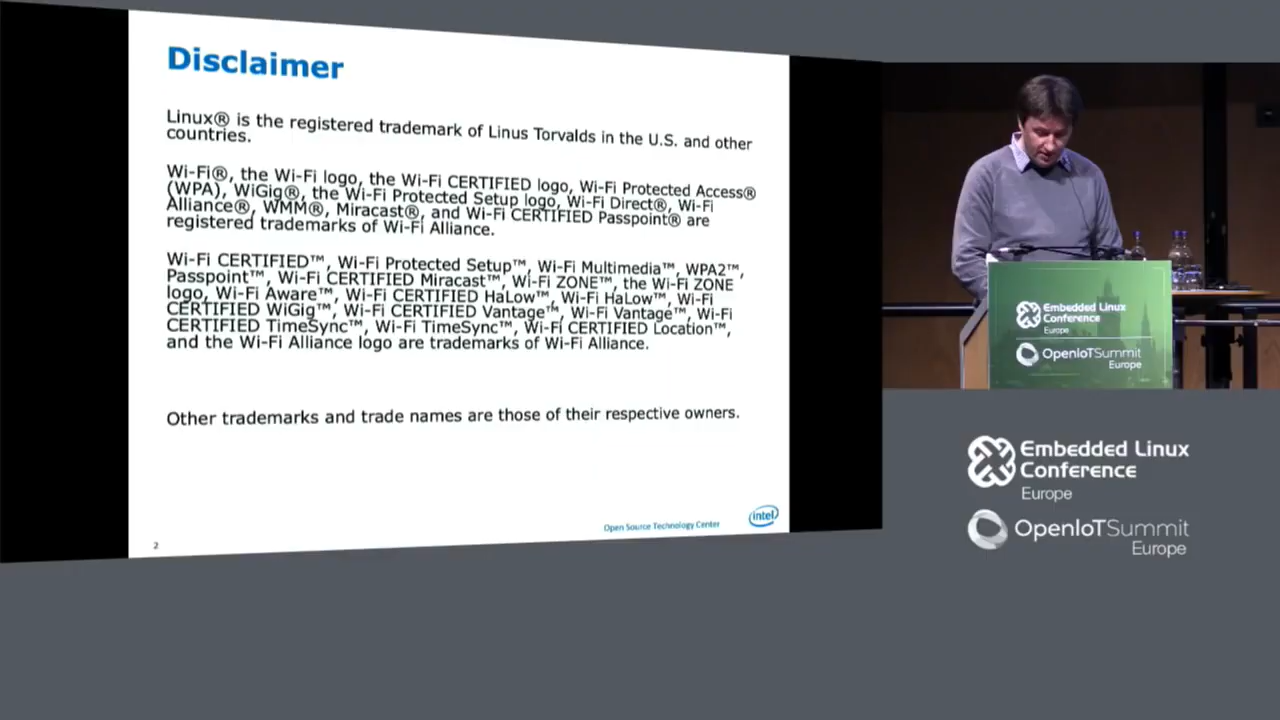 Disclaimer
Linux® is the registered trademark of Linus Torvalds in the U.S. and other
countries.
Wi-Fi®, the Wi-Fi logo, the Wi-Fi CERTIFIED logo, Wi-Fi Protected Access®
(WPA), WiGig®, the Wi-Fi Protected Setup logo, Wi-Fi Direct®, Wi-Fi
Alliance®, WMM®, Miracast®, and Wi-Fi CERTIFIED Passpoint® are
registered trademarks of Wi-Fi Alliance.
Wi-Fi CERTIFIED™, Wi-Fi Protected Setup™, Wi-Fi Multimedia™, WPA2™,
Passpoint™, Wi-Fi CERTIFIED Miracast™, Wi-Fi ZONE™, the Wi-Fi ZONE
logo, Wi-Fi Aware™, Wi-Fi CERTIFIED HaLow™, Wi-Fi HaLow™, Wi-Fi
CERTIFIED WiGig™, Wi-Fi CERTIFIED Vantage™, Wi-Fi Vantage™, Wi-Fi
CERTIFIED TimeSync™, Wi-Fi TimeSync™, Wi-Fi CERTIFIED Location™,
and the Wi-Fi Alliance logo are trademarks of Wi-Fi Alliance.
Other trademarks and trade names are those of their respective owners.
Open Source Technology Center
intel
2
Embedded Linux
Conference
Europe
OpenIoTSummit
Europe
Embedded Linux
Conference
Europe
OpenIoTSummit
Europe